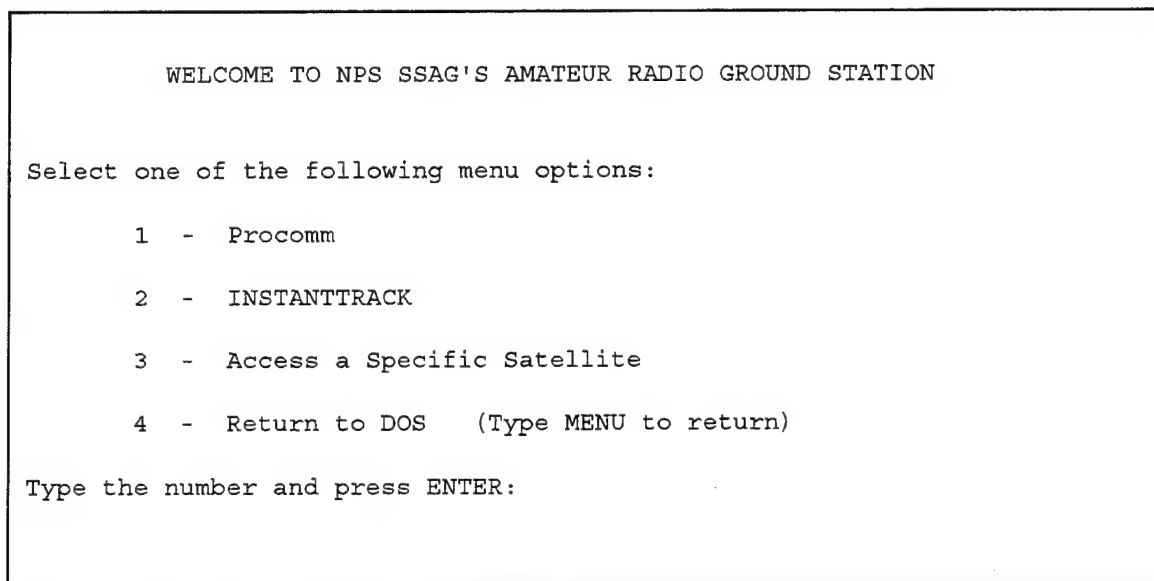 WELCOME TO NPS SSAG'S AMATEUR RADIO GROUND STATION
Select one of the following menu options:
1 - Procomm
2 - INSTANTTRACK
3 - Access a Specific Satellite
4 - Return to DOS (Type MENU to return)
Type the number and press ENTER: